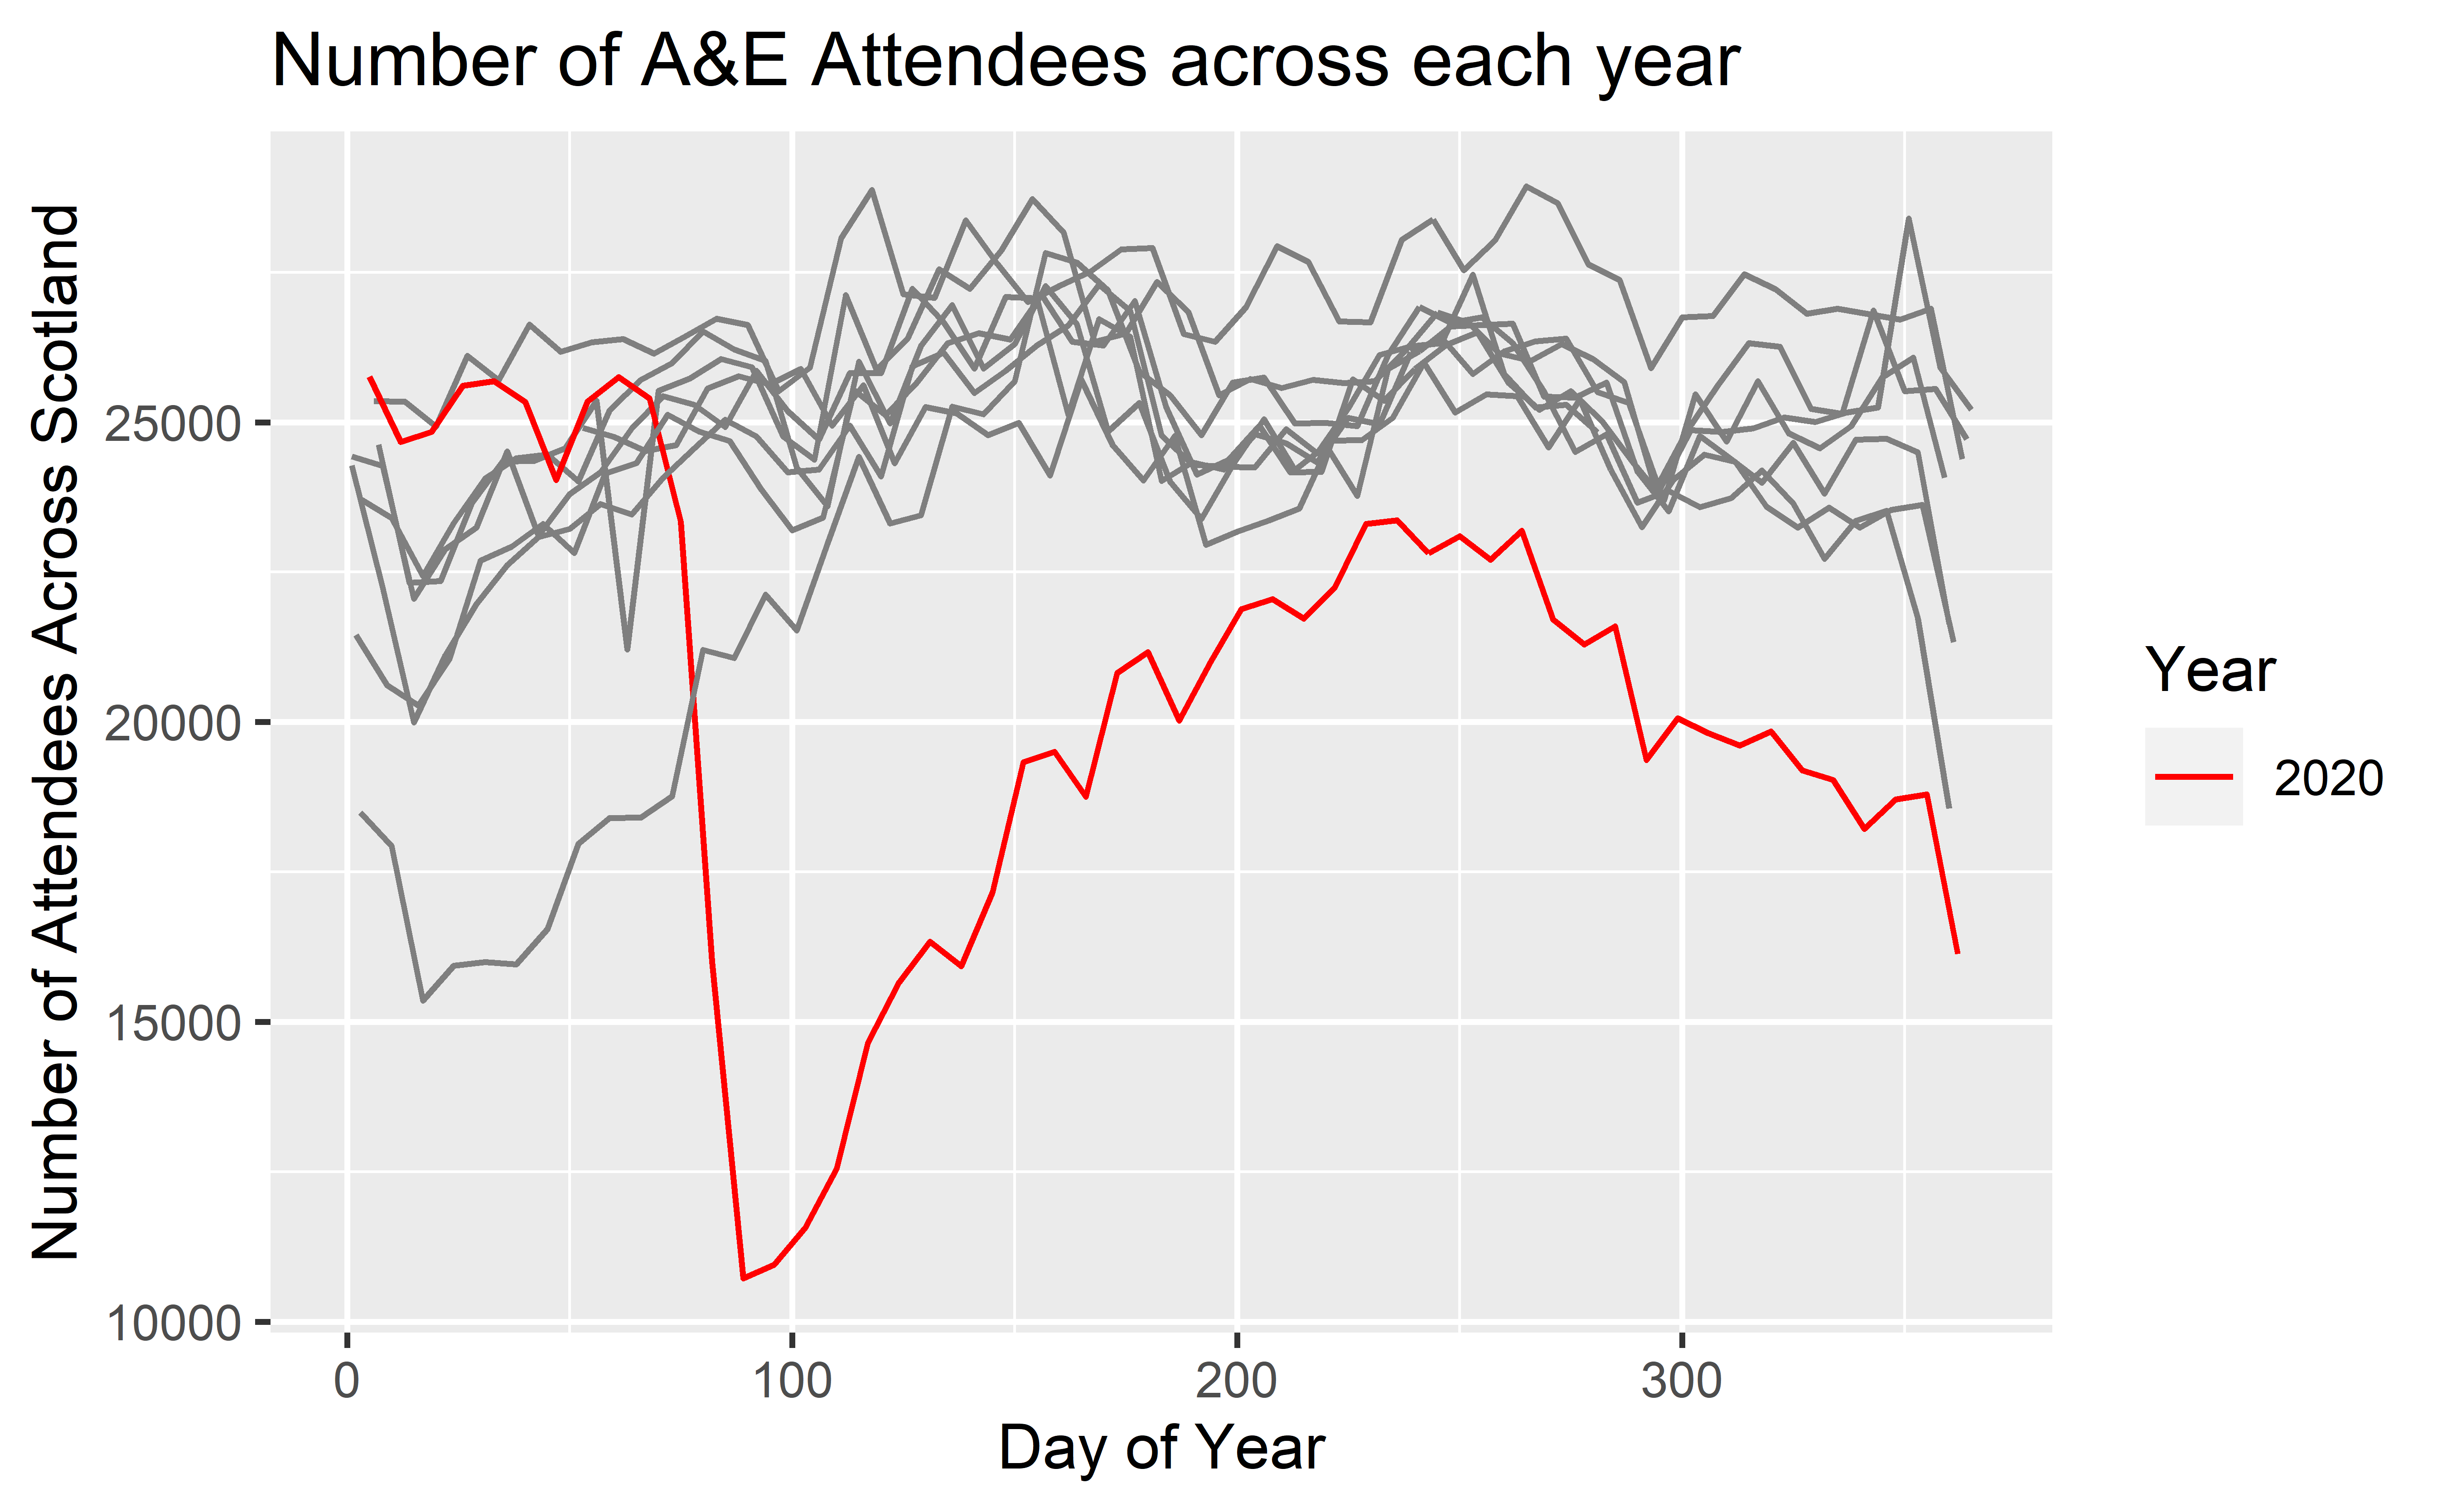 Number of A&E Attendees across each year
Number of Attendees Across Scotland
25000
20000
15000
10000
0
100
200
300
Day of Year
Year
2020